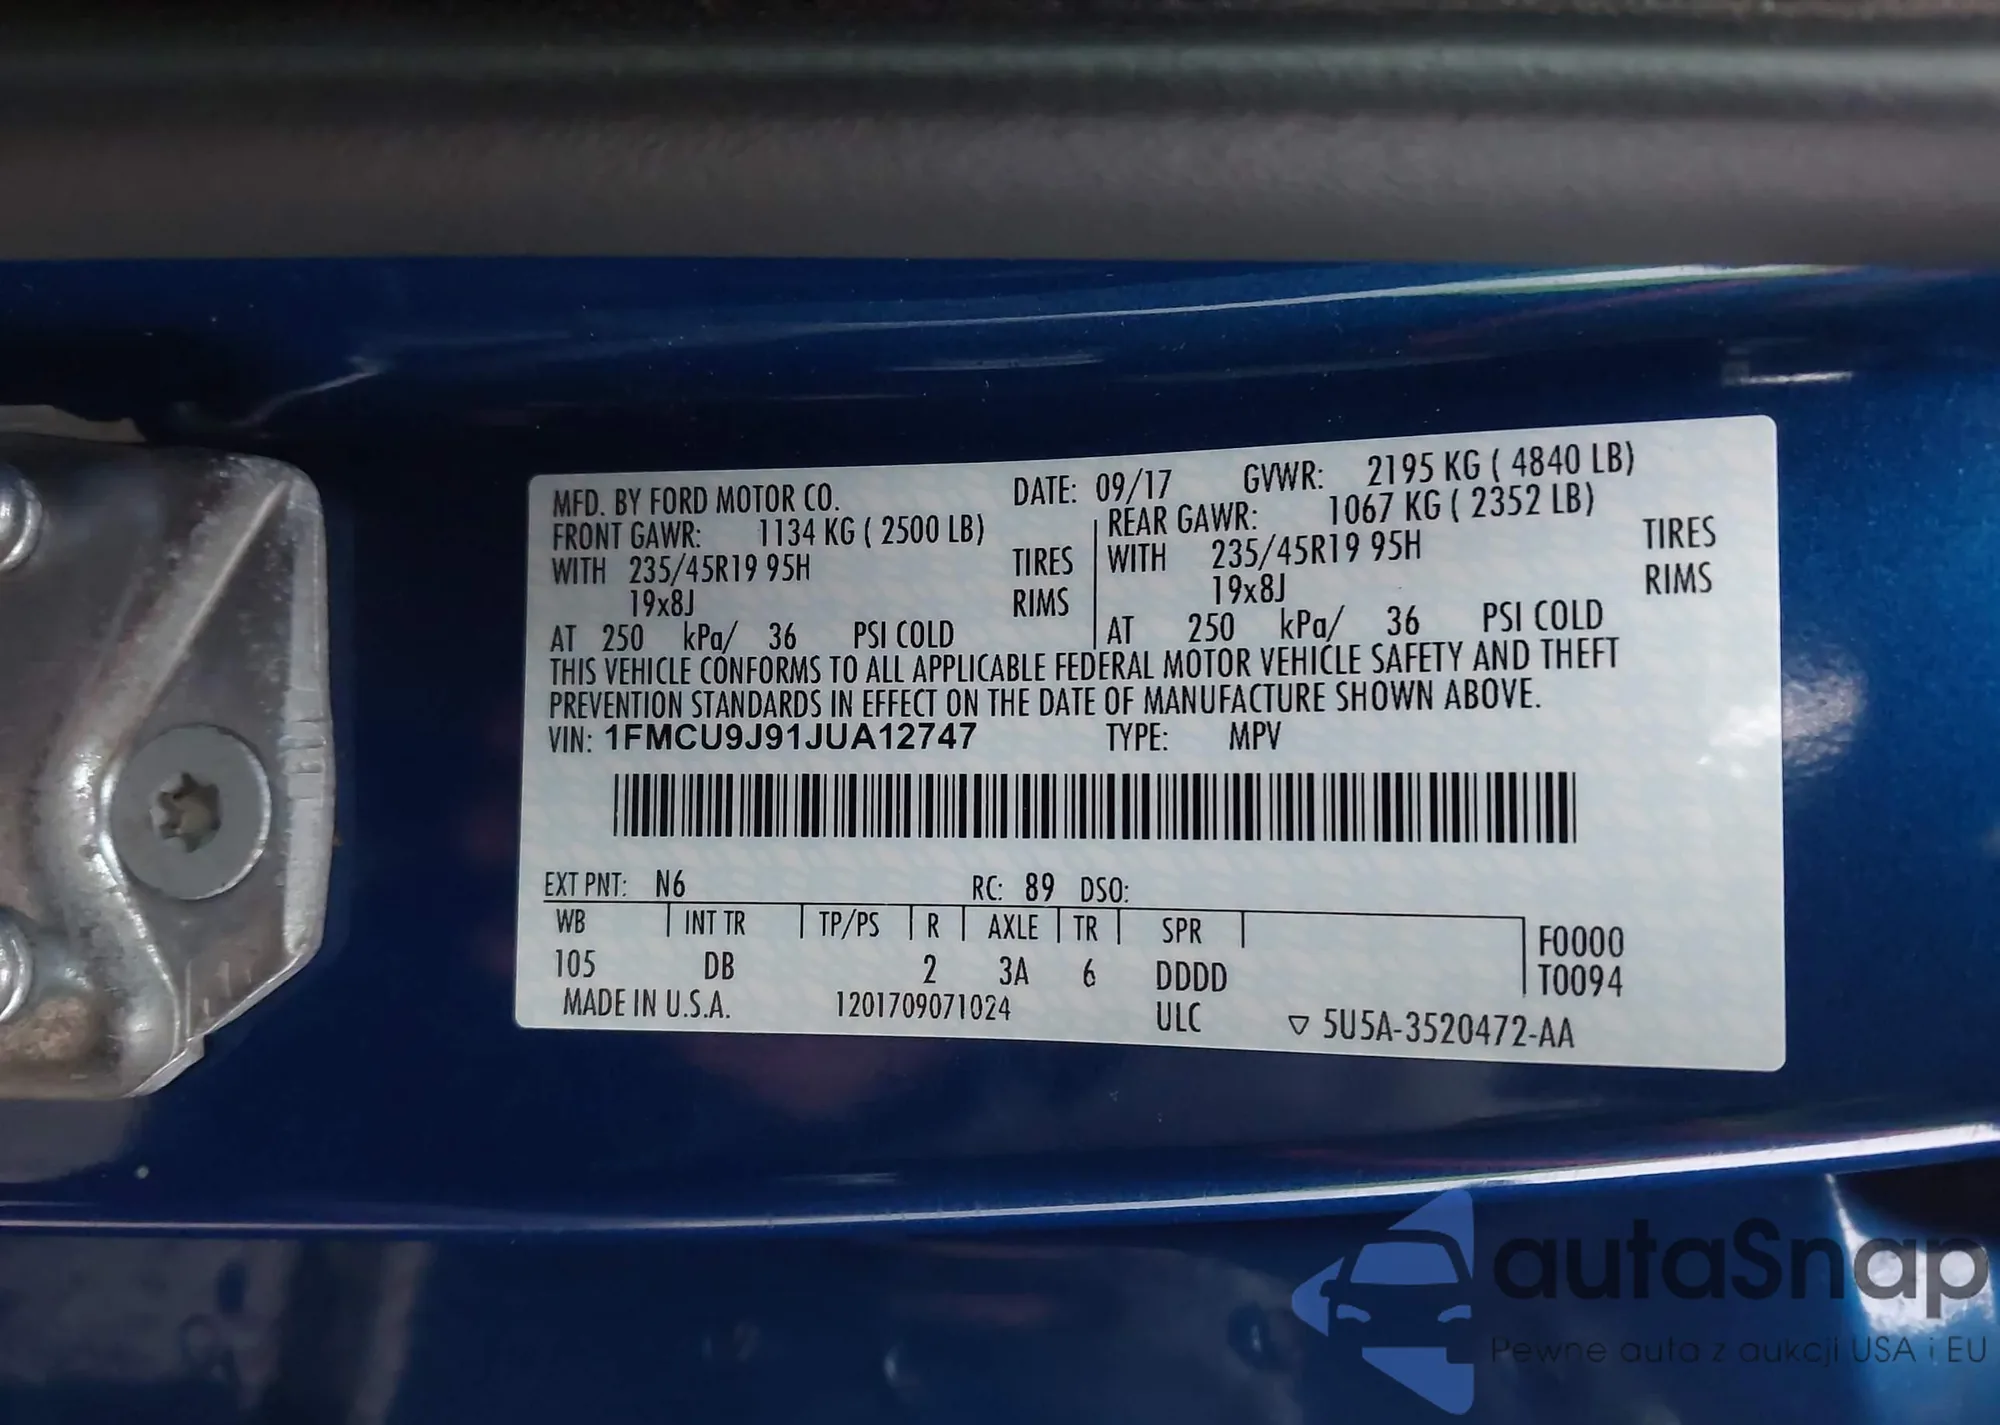 MFD. BY FORD MOTOR CO. DATE: 09/17 GVWR: 2195 KG ( 4840 LB)
FRONT GAWR: 1134 KG ( 2500 LB) REAR GAWR: 1067 KG ( 2352 LB)
WITH 235/45R19 95H TIRES WITH 235/45R19 95H TIRES
19x8J RIMS 19x8J RIMS
AT 250 kPa/ 36 PSI COLD AT 250 kPa/ 36 PSI COLD
THIS VEHICLE CONFORMS TO ALL APPLICABLE FEDERAL MOTOR VEHICLE SAFETY AND THEFT
PREVENTION STANDARDS IN EFFECT ON THE DATE OF MANUFACTURE SHOWN ABOVE.
VIN: 1FMCU9J91JUA12747 TYPE: MPV
EXT PNT: N6 RC: 89 DSO:
WB INT TR TP/PS R AXLE TR SPR F0000
105 DB 2 3A 6 DDDD T0094
MADE IN U.S.A. 1201709071024 ULC ▽ 5U5A-3520472-AA
autaSnap
Pewne auta z aukcji USA i EU